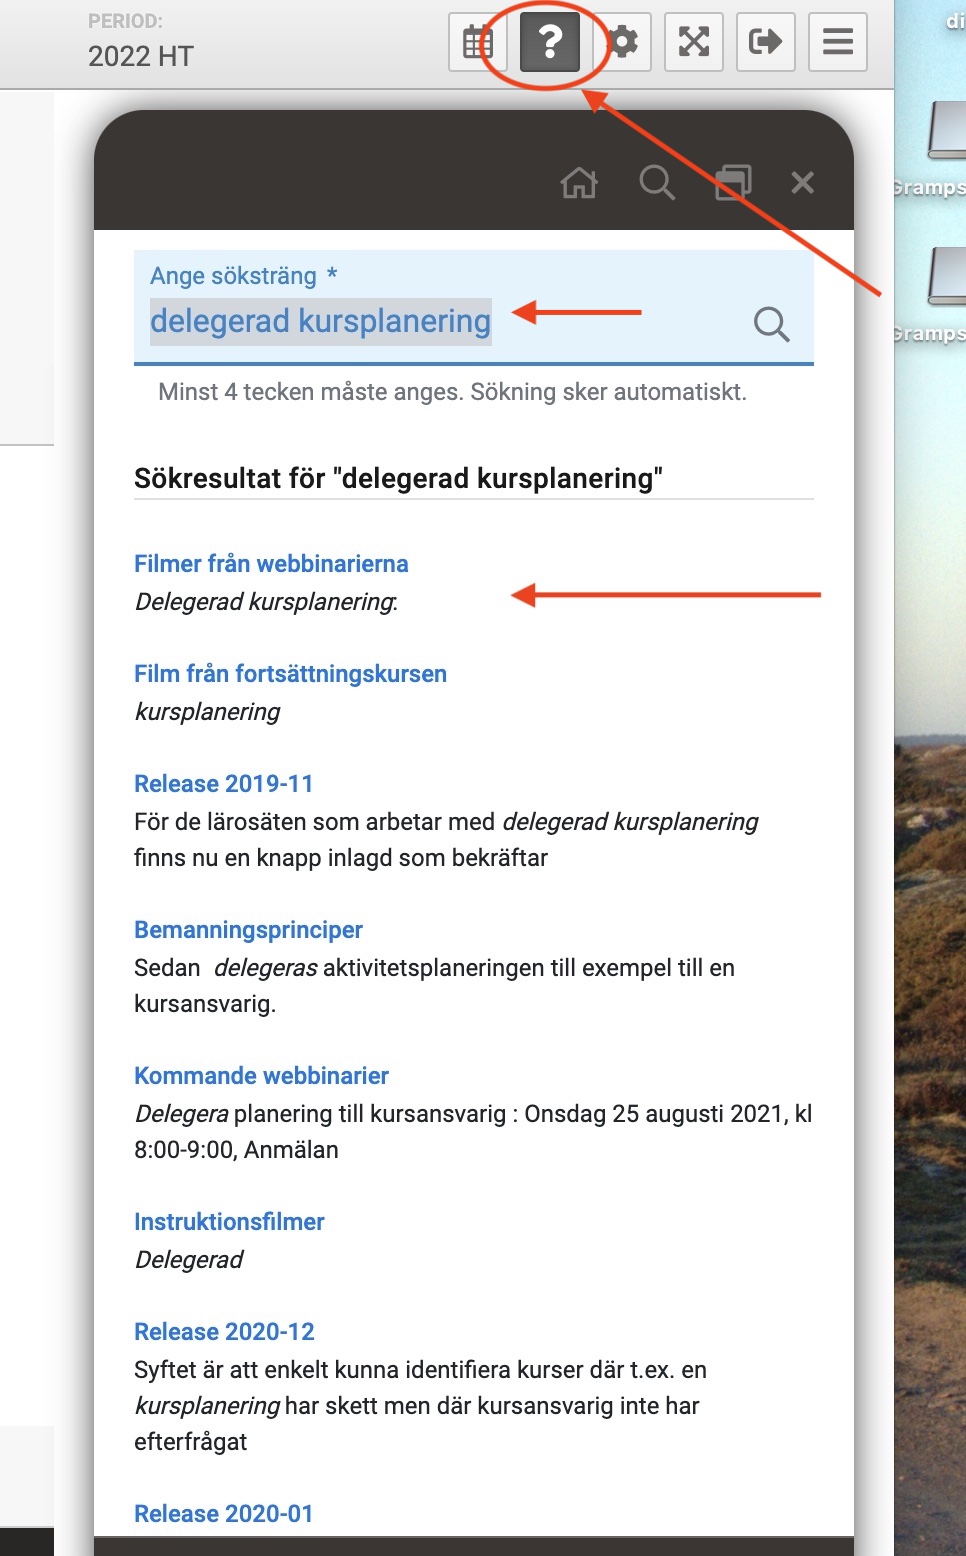 PERIOD:
2022 HT
?
di
Gramps
Gramps
Ange söksträng *
delegerad kursplanering
Minst 4 tecken måste anges. Sökning sker automatiskt.
Sökresultat för "delegerad kursplanering"
Filmer från webbinarierna
Delegerad kursplanering:
Film från fortsättningskursen
kursplanering
Release 2019-11
För de lärosäten som arbetar med delegerad kursplanering
finns nu en knapp inlagd som bekräftar
Bemanningsprinciper
Sedan delegeras aktivitetsplaneringen till exempel till en
kursansvarig.
Kommande webbinarier
Delegera planering till kursansvarig : Onsdag 25 augusti 2021, kl
8:00-9:00, Anmälan
Instruktionsfilmer
Delegerad
Release 2020-12
Syftet är att enkelt kunna identifiera kurser där t.ex. en
kursplanering har skett men där kursansvarig inte har
efterfrågat
Release 2020-01